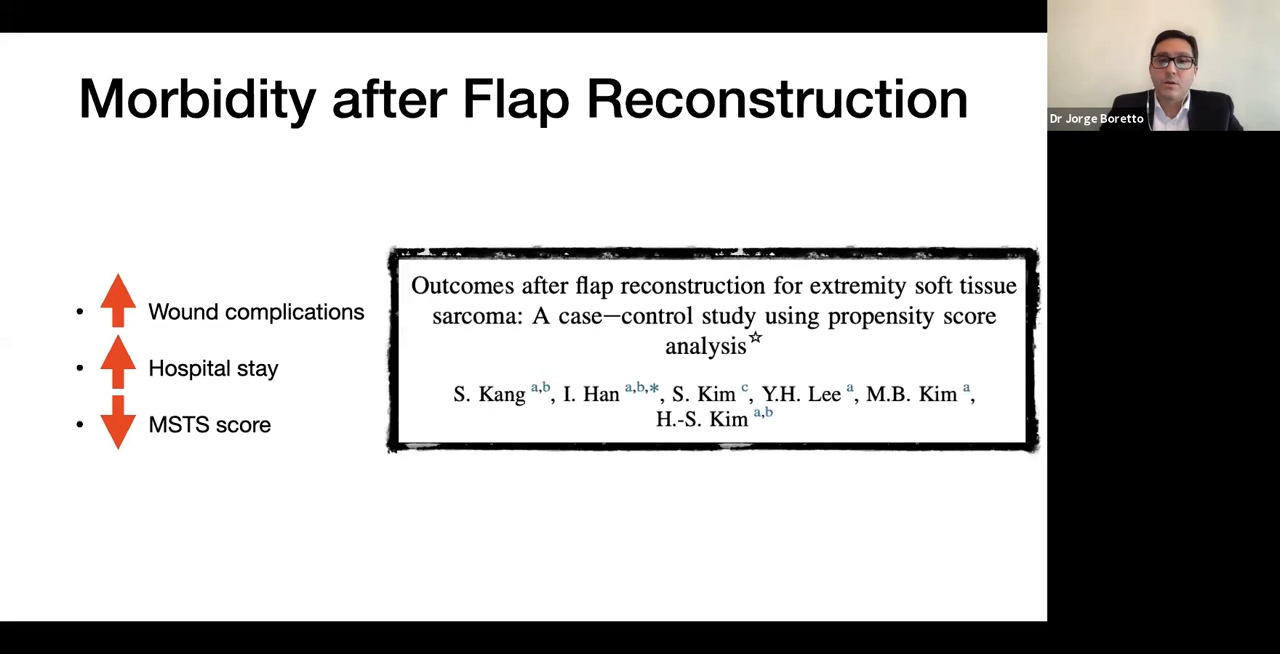 Morbidity after Flap Reconstruction
Dr Jorge Boretto
• Wound complications
• Hospital stay
• MSTS score
Outcomes after flap reconstruction for extremity soft tissue
sarcoma: A case–control study using propensity score
analysis☆
S. Kang a,b, I. Han a,b,*, S. Kim c, Y.H. Lee a, M.B. Kim a,
H.-S. Kim a,b